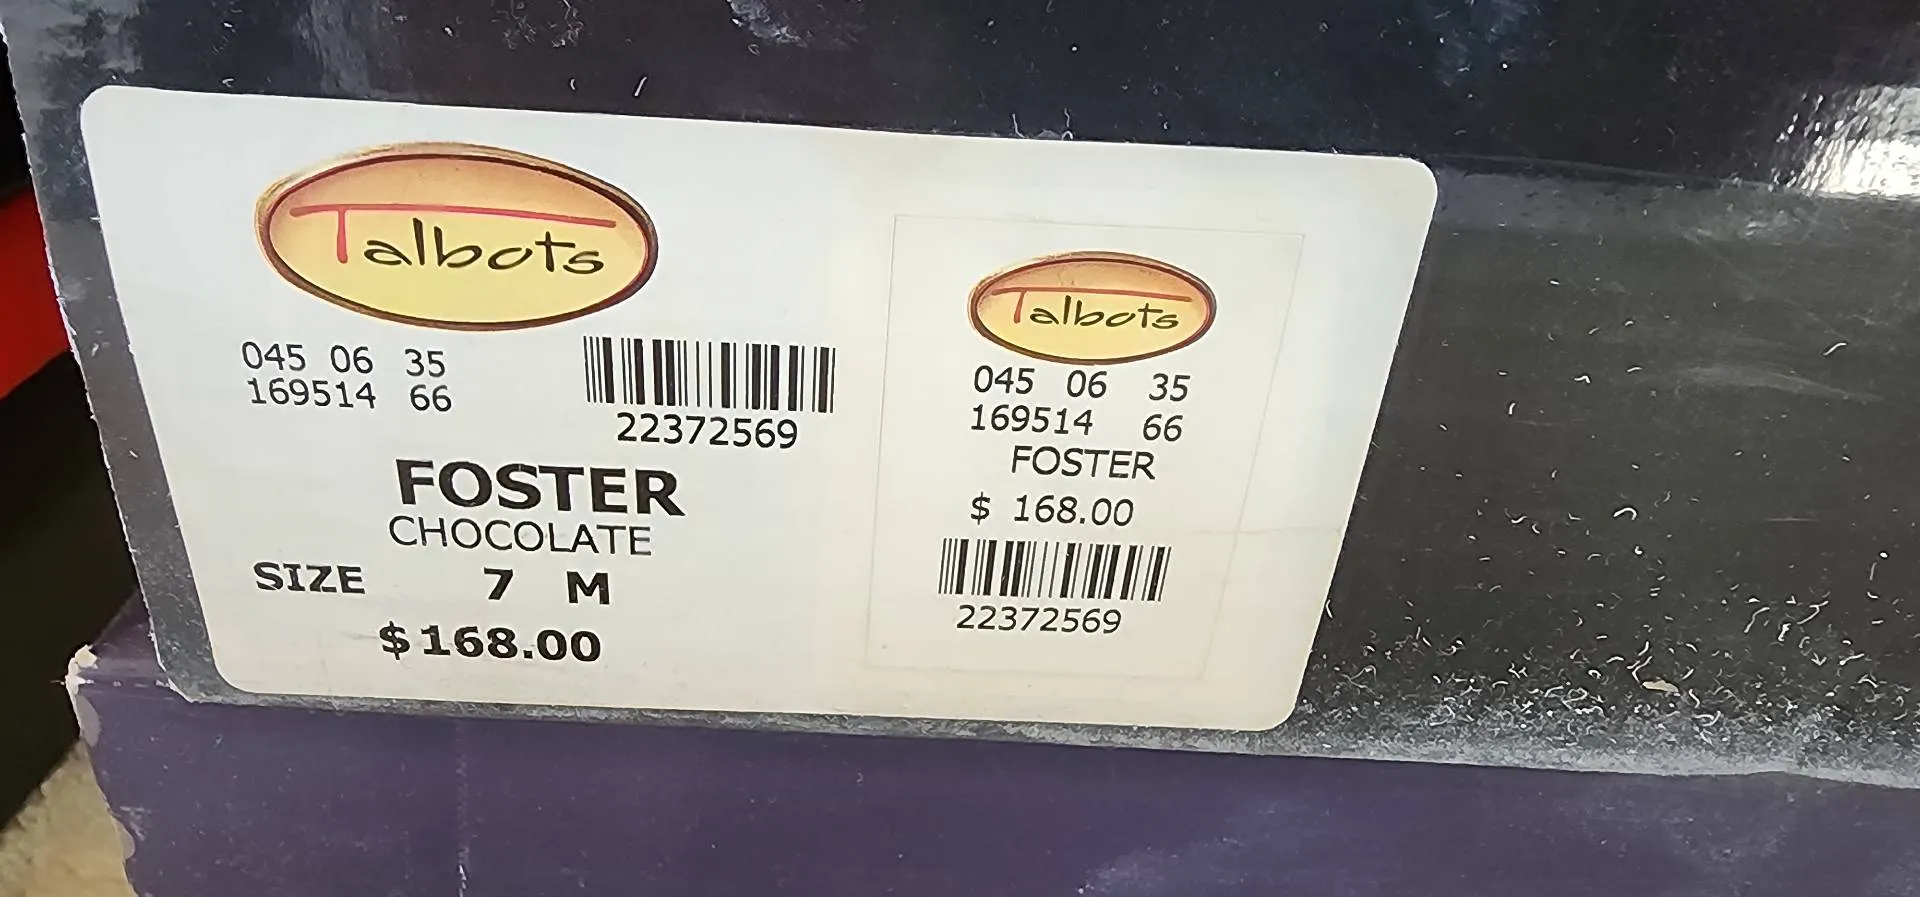 Talbots
045 06 35
169514 66
22372569
FOSTER
CHOCOLATE
SIZE 7 M
$168.00
Talbots
045 06 35
169514 66
FOSTER
$ 168.00
22372569